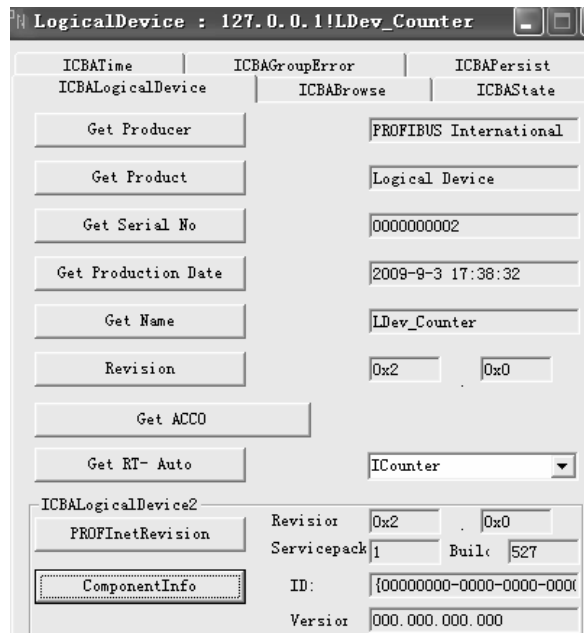 LogicalDevice : 127.0.0.1!LDev_Counter
ICBATime ICBAGroupError ICBAPersist
ICBALogicalDevice ICBABrowse ICBAState
Get Producer PROFIBUS International
Get Product Logical Device
Get Serial No 0000000002
Get Production Date 2009-9-3 17:38:32
Get Name LDev_Counter
Revision 0x2 . 0x0
Get ACCO
Get RT- Auto ICounter
ICBALogicalDevice2
PROFInetRevision Revisior 0x2 . 0x0
Servicepack 1 Buil 527
ComponentInfo ID: {00000000-0000-0000-000
Versior 000.000.000.000